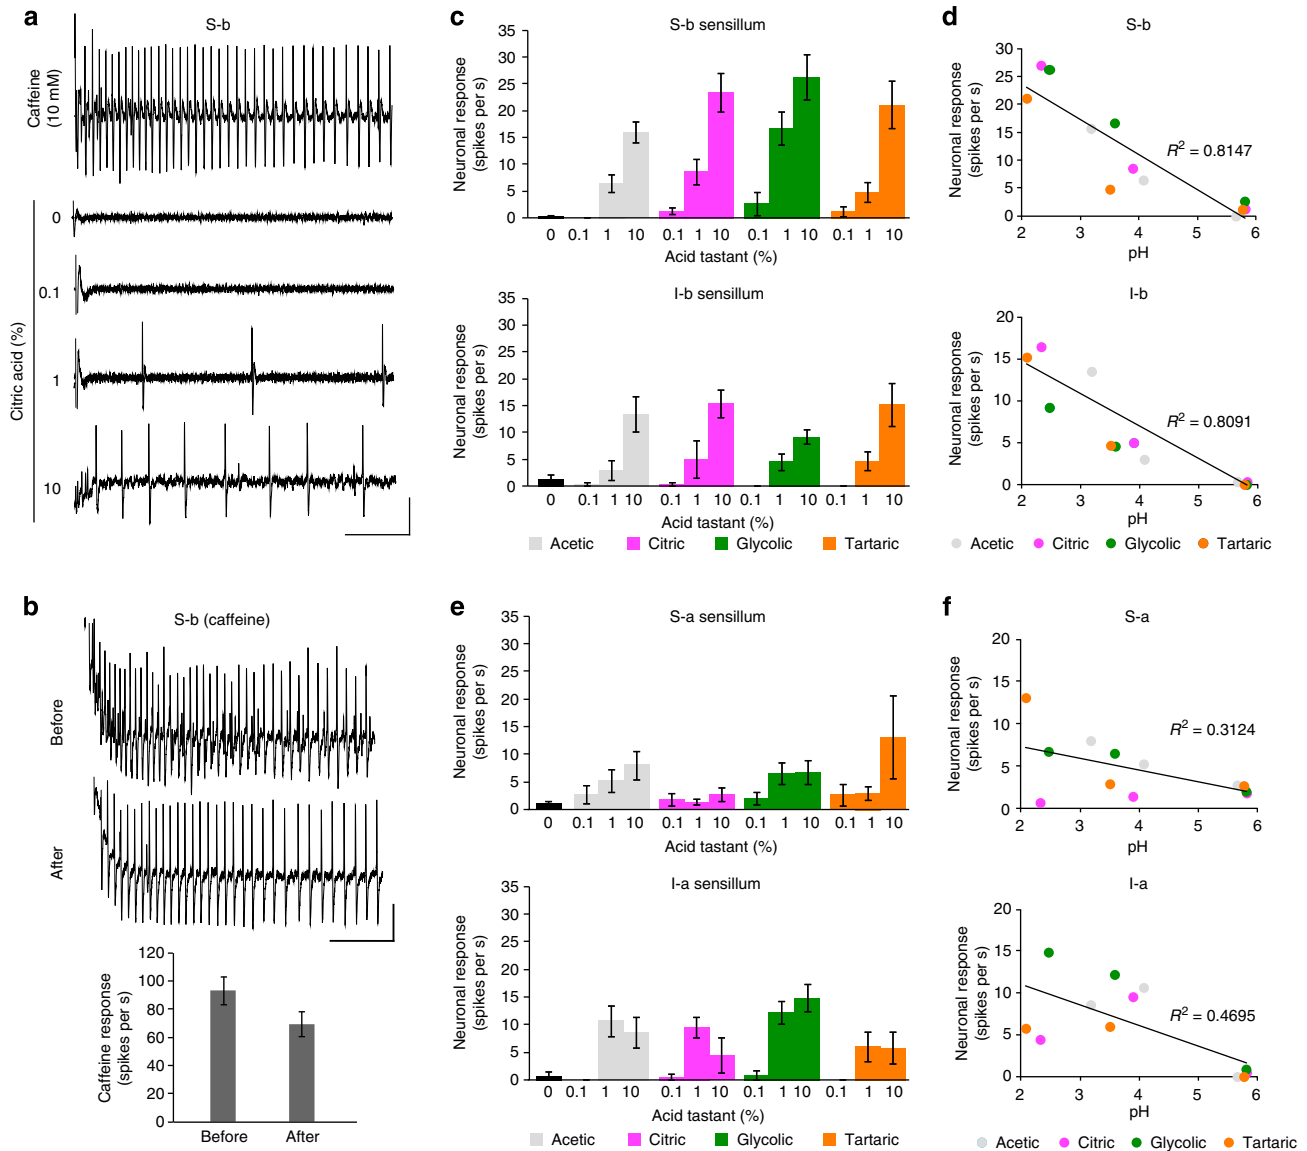 a
S-b
Caffeine
(10 mM)
Citric acid (%)
0
0.1
1
10
b
S-b (caffeine)
Before
After
Caffeine response
(spikes per s)
120
100
80
60
40
20
0
Before After
c
S-b sensillum
Neuronal response
(spikes per s)
35
30
25
20
15
10
5
0
0 0.1 1 10 0.1 1 10 0.1 1 10 0.1 1 10
Acid tastant (%)
I-b sensillum
Neuronal response
(spikes per s)
35
30
25
20
15
10
5
0
0 0.1 1 10 0.1 1 10 0.1 1 10 0.1 1 10
Acid tastant (%)
Acetic Citric Glycolic Tartaric
d
S-b
Neuronal response
(spikes per s)
30
25
20
15
10
5
0
R² = 0.8147
2 3 4 5 6
pH
I-b
Neuronal response
(spikes per s)
20
15
10
5
0
R² = 0.8091
2 3 4 5 6
pH
Acetic Citric Glycolic Tartaric
e
S-a sensillum
Neuronal response
(spikes per s)
35
30
25
20
15
10
5
0
0 0.1 1 10 0.1 1 10 0.1 1 10 0.1 1 10
Acid tastant (%)
I-a sensillum
Neuronal response
(spikes per s)
35
30
25
20
15
10
5
0
0 0.1 1 10 0.1 1 10 0.1 1 10 0.1 1 10
Acid tastant (%)
Acetic Citric Glycolic Tartaric
f
S-a
Neuronal response
(spikes per s)
20
15
10
5
0
R² = 0.3124
2 3 4 5 6
pH
I-a
Neuronal response
(spikes per s)
20
15
10
5
0
R² = 0.4695
2 3 4 5 6
pH
Acetic Citric Glycolic Tartaric